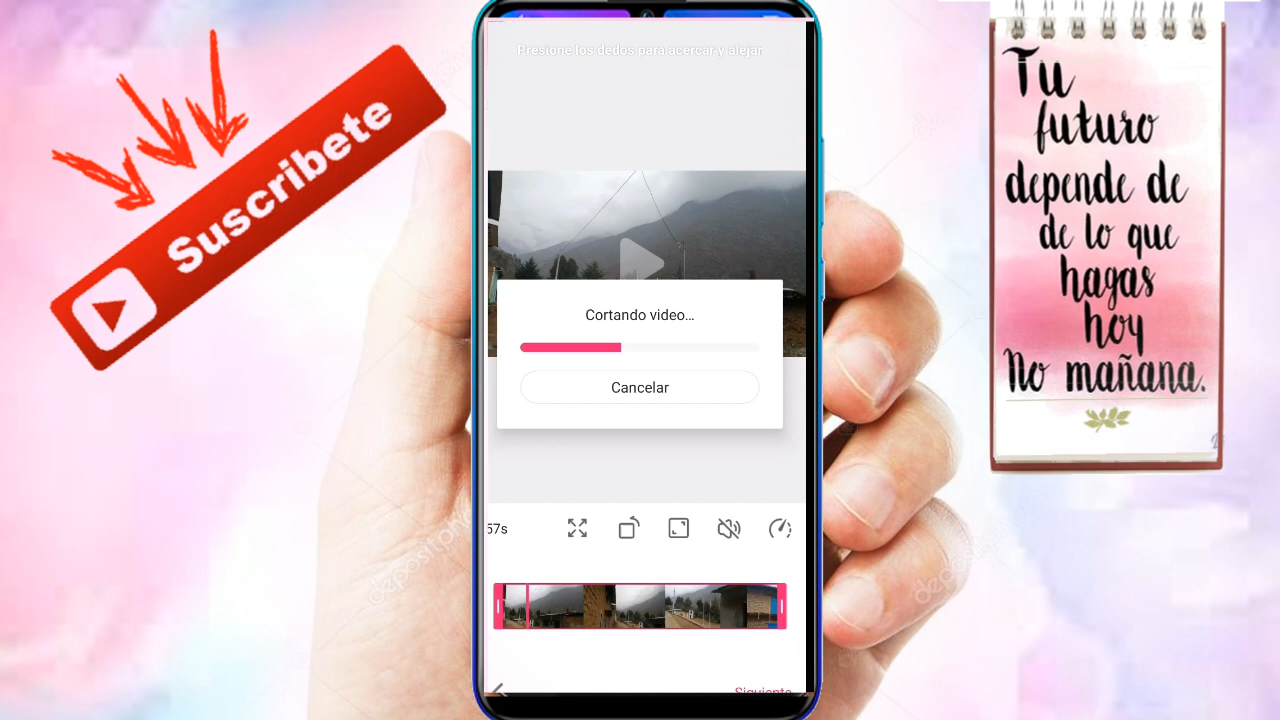 Presione los dedos para acercar y alejar
Suscribete
Cortando video...
Cancelar
57s
Siguiente
Tu
futuro
depende de
de lo que
hagas
hoy
No mañana.